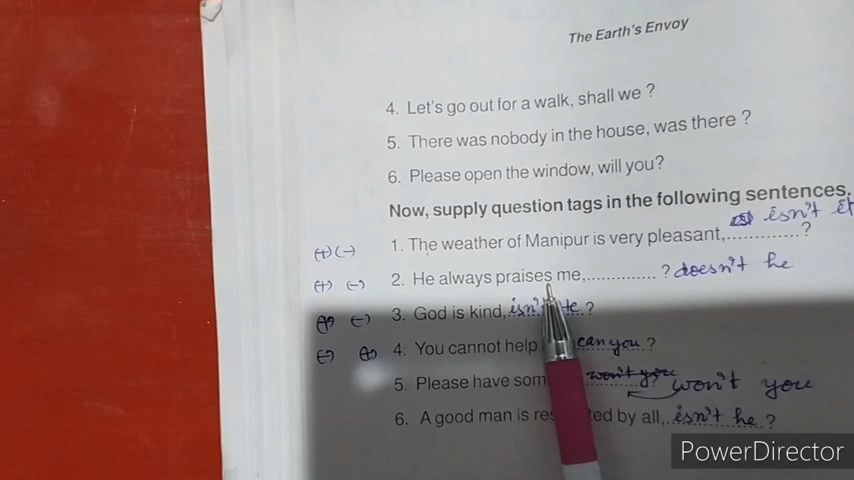 The Earth's Envoy
4. Let's go out for a walk, shall we ?
5. There was nobody in the house, was there ?
6. Please open the window, will you?
Now, supply question tags in the following sentences.
isn't it
(+) (-) 1. The weather of Manipur is very pleasant,.............?
(+) (-) 2. He always praises me,............. ? doesn't he
(+) (-) 3. God is kind, isn't He ?
(-) (+) 4. You cannot help can you ?
5. Please have won't you won't you
6. A good man is by all, isn't he ?
PowerDirector